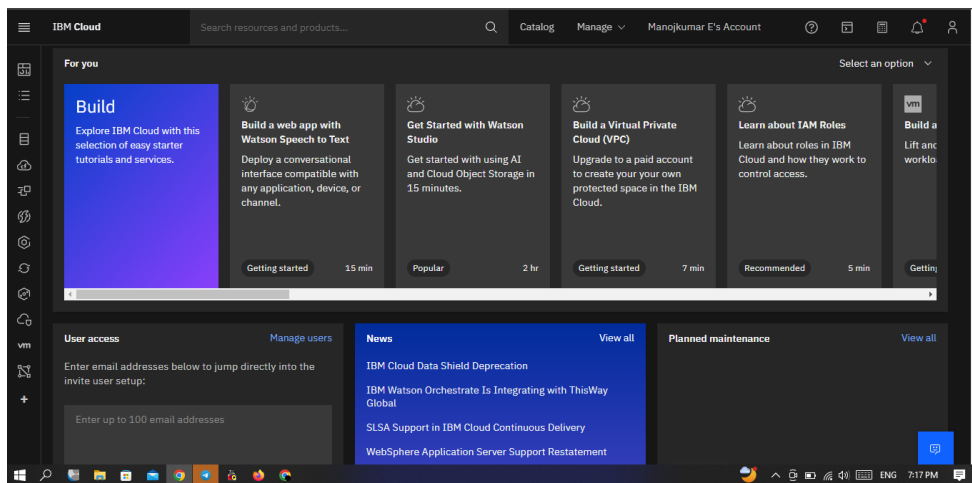 IBM Cloud
Search resources and products...
Catalog
Manage
Manojkumar E's Account
For you
Select an option
Build
Explore IBM Cloud with this
selection of easy starter
tutorials and services.
Build a web app with
Watson Speech to Text
Deploy a conversational
interface compatible with
any application, device, or
channel.
Getting started 15 min
Get Started with Watson
Studio
Get started with using AI
and Cloud Object Storage in
15 minutes.
Popular 2 hr
Build a Virtual Private
Cloud (VPC)
Upgrade to a paid account
to create your your own
protected space in the IBM
Cloud.
Getting started 7 min
Learn about IAM Roles
Learn about roles in IBM
Cloud and how they work to
control access.
Recommended 5 min
vm
Build a
Lift and
worklo
Getting
vm
User access
Manage users
Enter email addresses below to jump directly into the
invite user setup:
Enter up to 100 email addresses
News
View all
IBM Cloud Data Shield Deprecation
IBM Watson Orchestrate Is Integrating with ThisWay
Global
SLSA Support in IBM Cloud Continuous Delivery
WebSphere Application Server Support Restatement
Planned maintenance
View all
ENG 7:17 PM